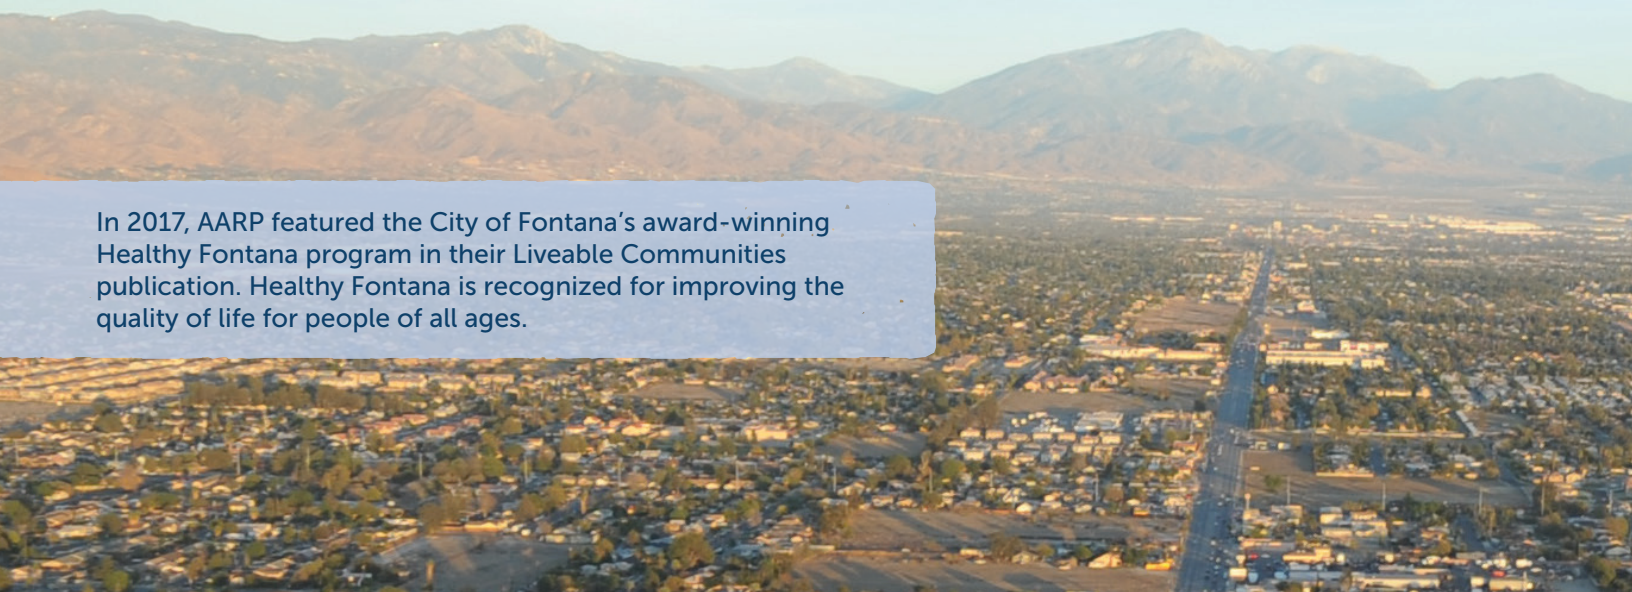 In 2017, AARP featured the City of Fontana’s award-winning
Healthy Fontana program in their Liveable Communities
publication. Healthy Fontana is recognized for improving the
quality of life for people of all ages.